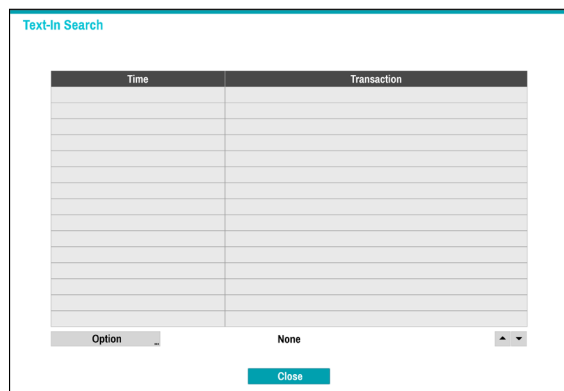 Text-In Search
Time Transaction
Option ... None
Close